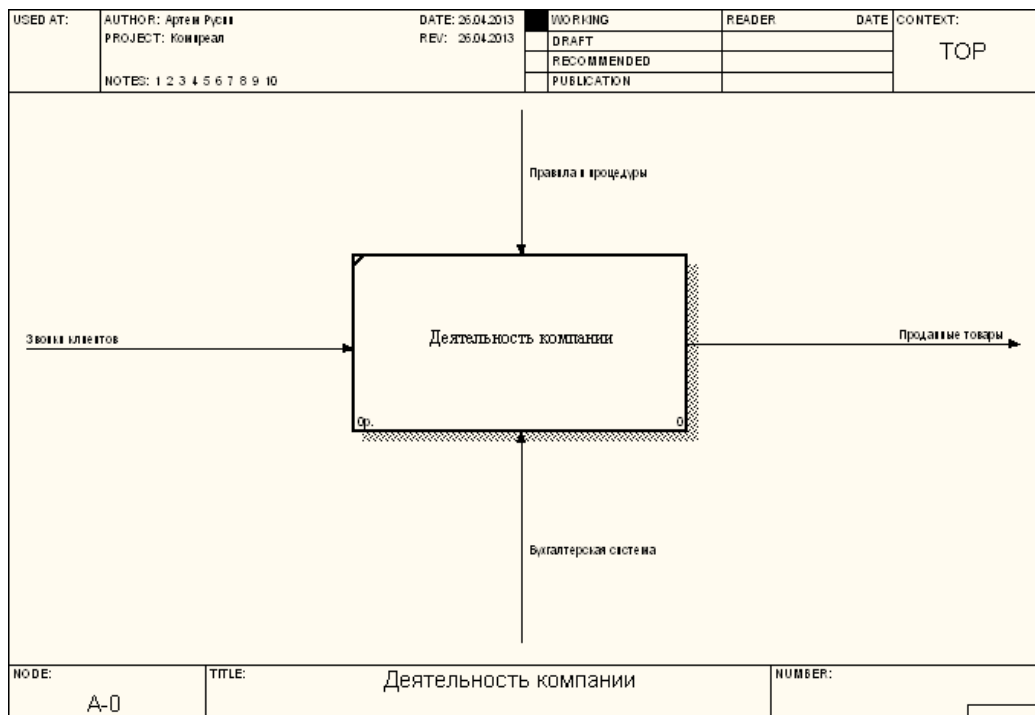 USED AT:
AUTHOR: Артем Русин
DATE: 26.04.2013
PROJECT: Компреал
REV: 26.04.2013
NOTES: 1 2 3 4 5 6 7 8 9 10
WORKING
DRAFT
RECOMMENDED
PUBLICATION
READER
DATE
CONTEXT:
TOP
Правила и процедуры
Звонки клиентов
Деятельность компании
Проданные товары
0р.
0
Бухгалтерская система
NODE:
A-0
TITLE:
Деятельность компании
NUMBER: